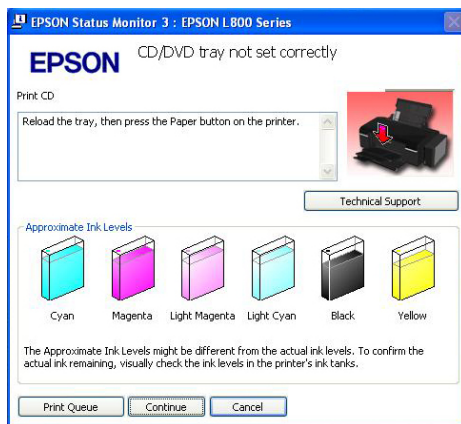 EPSON Status Monitor 3 : EPSON L800 Series
EPSON
CD/DVD tray not set correctly
Print CD
Reload the tray, then press the Paper button on the printer.
Technical Support
Approximate Ink Levels
Cyan Magenta Light Magenta Light Cyan Black Yellow
The Approximate Ink Levels might be different from the actual ink levels. To confirm the
actual ink remaining, visually check the ink levels in the printer's ink tanks.
Print Queue Continue Cancel